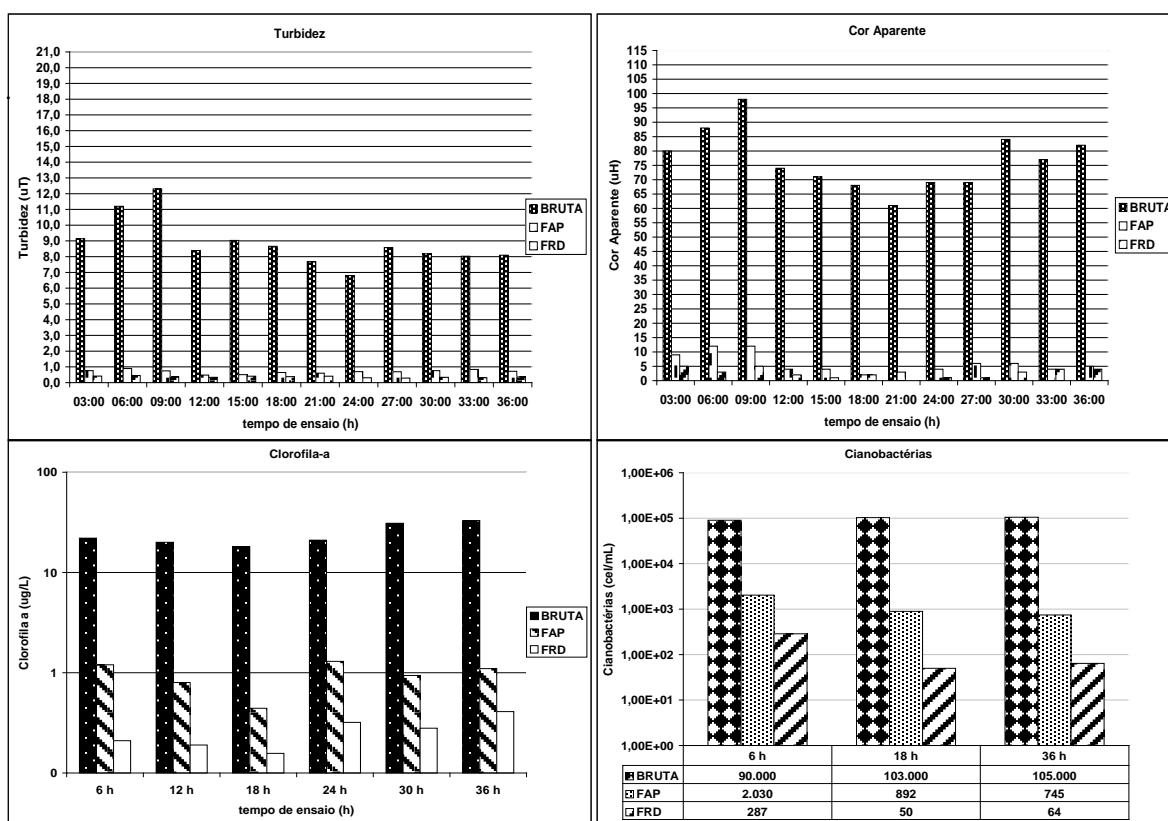 Turbidez
21,0
20,0
19,0
18,0
17,0
16,0
15,0
14,0
13,0
12,0
11,0
10,0
9,0
8,0
7,0
6,0
5,0
4,0
3,0
2,0
1,0
0,0
Turbidez (uT)
03:00 06:00 09:00 12:00 15:00 18:00 21:00 24:00 27:00 30:00 33:00 36:00
tempo de ensaio (h)
BRUTA
FAP
FRD
Cor Aparente
115
110
105
100
95
90
85
80
75
70
65
60
55
50
45
40
35
30
25
20
15
10
5
0
Cor Aparente (uH)
03:00 06:00 09:00 12:00 15:00 18:00 21:00 24:00 27:00 30:00 33:00 36:00
tempo de ensaio (h)
BRUTA
FAP
FRD
Clorofila-a
100
10
1
0
Clorofila a (ug/L)
6 h 12 h 18 h 24 h 30 h 36 h
tempo de ensaio (h)
BRUTA
FAP
FRD
Cianobactérias
1,00E+06
1,00E+05
1,00E+04
1,00E+03
1,00E+02
1,00E+01
1,00E+00
Cianobactérias (cel/mL)
6 h 18 h 36 h
BRUTA 90.000 103.000 105.000
FAP 2.030 892 745
FRD 287 50 64